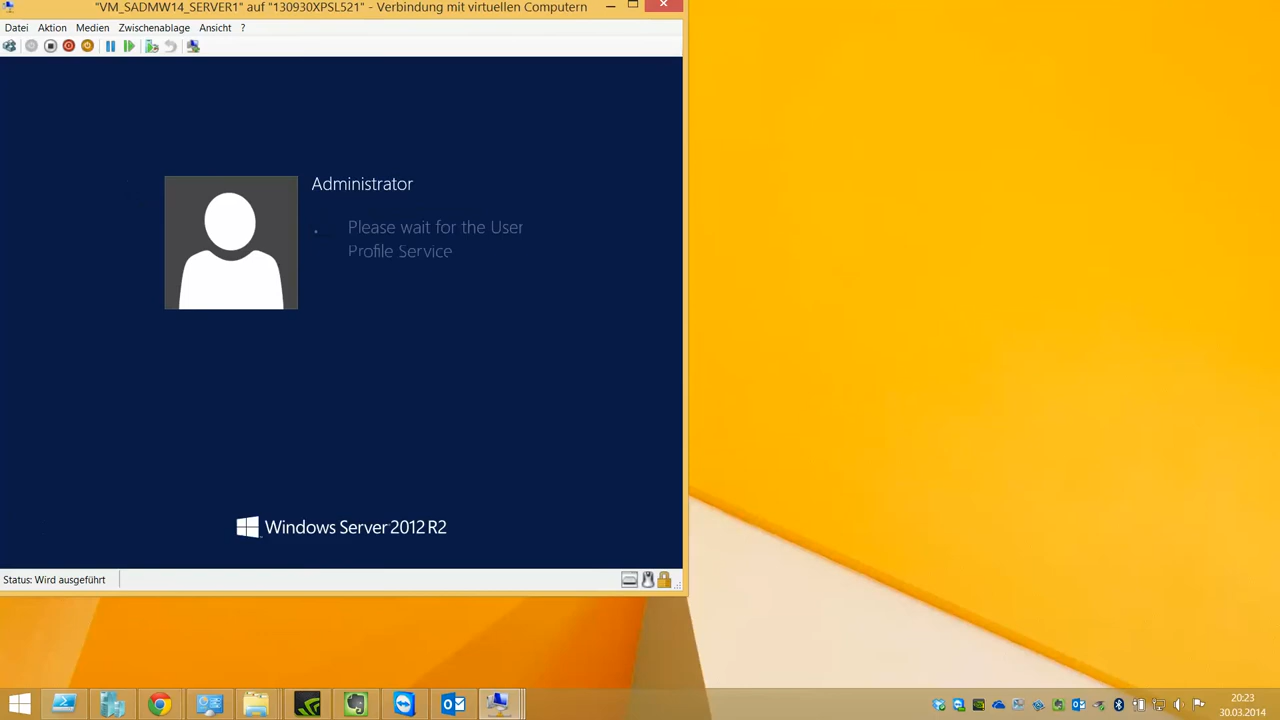 "VM_SADMW14_SERVER1" auf "130930XPSL521" - Verbindung mit virtuellen Computern
Datei Aktion Medien Zwischenablage Ansicht ?
Administrator
Please wait for the User
Profile Service
Windows Server 2012 R2
Status: Wird ausgeführt
20:23
30.03.2014